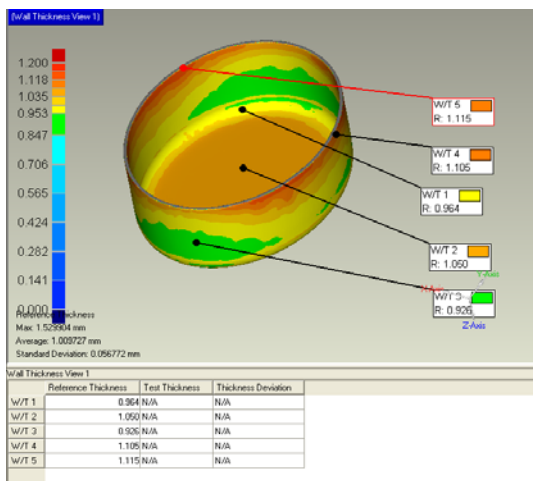 (Wall Thickness View 1)
1.200
1.118
1.035
0.953
0.847
0.706
0.565
0.424
0.282
0.141
0.000
W/T 5
R: 1.115
W/T 4
R: 1.105
W/T 1
R: 0.964
W/T 2
R: 1.050
W/T 3
R: 0.926
Y-Axis
X-Axis
Z-Axis
Reference Thickness
Max: 1.529904 mm
Average: 1.009727 mm
Standard Deviation: 0.056772 mm
Wall Thickness View 1
Reference Thickness Test Thickness Thickness Deviation
W/T 1 0.964 N/A N/A
W/T 2 1.050 N/A N/A
W/T 3 0.926 N/A N/A
W/T 4 1.105 N/A N/A
W/T 5 1.115 N/A N/A